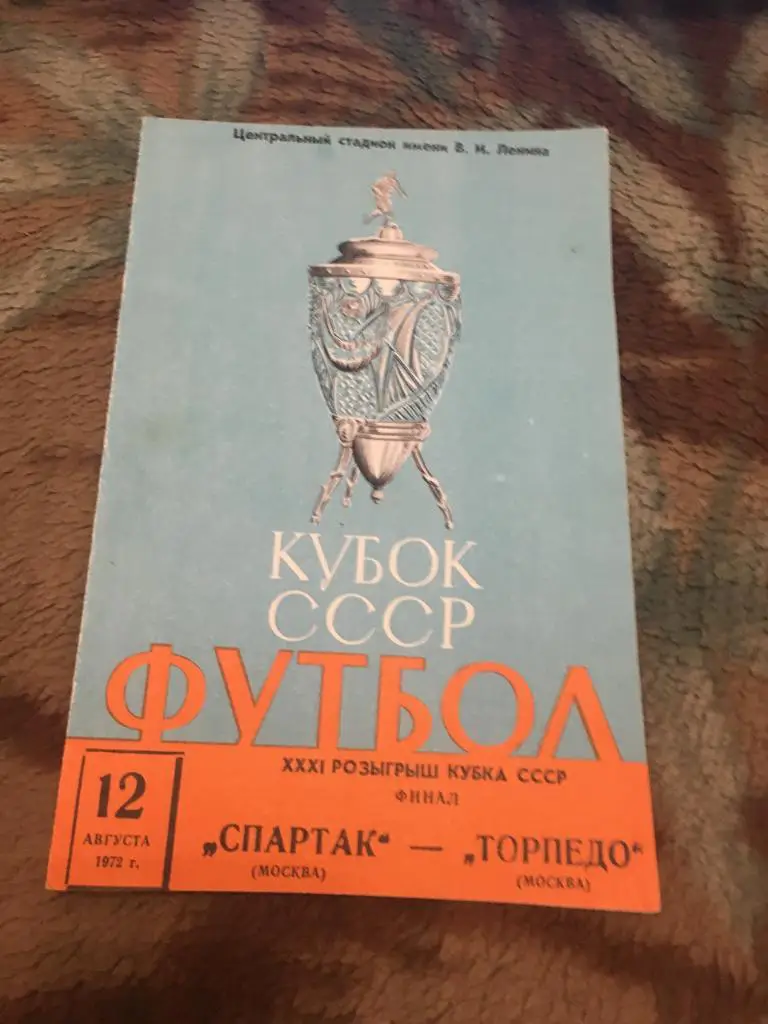 Центральный стадион имени В. И. Ленина
КУБОК
СССР
ФУТБОЛ
XXXI РОЗЫГРЫШ КУБКА СССР
ФИНАЛ
12
АВГУСТА
1972 г.
„СПАРТАК“ — „ТОРПЕДО“
(МОСКВА) (МОСКВА)